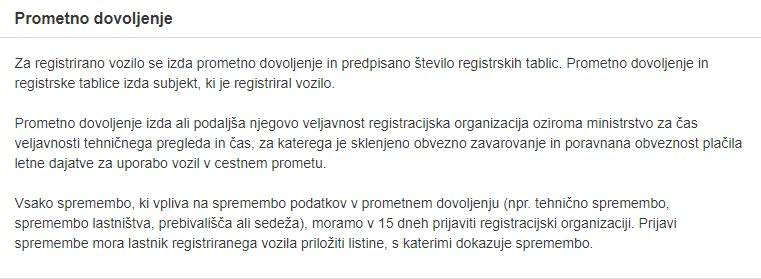 Prometno dovoljenje
Za registrirano vozilo se izda prometno dovoljenje in predpisano število registrskih tablic. Prometno dovoljenje in
registrske tablice izda subjekt, ki je registriral vozilo.
Prometno dovoljenje izda ali podaljša njegovo veljavnost registracijska organizacija oziroma ministrstvo za čas
veljavnosti tehničnega pregleda in čas, za katerega je sklenjeno obvezno zavarovanje in poravnana obveznost plačila
letne dajatve za uporabo vozil v cestnem prometu.
Vsako spremembo, ki vpliva na spremembo podatkov v prometnem dovoljenju (npr. tehnično spremembo,
spremembo lastništva, prebivališča ali sedeža), moramo v 15 dneh prijaviti registracijski organizaciji. Prijavi
spremembe mora lastnik registriranega vozila priložiti listine, s katerimi dokazuje spremembo.